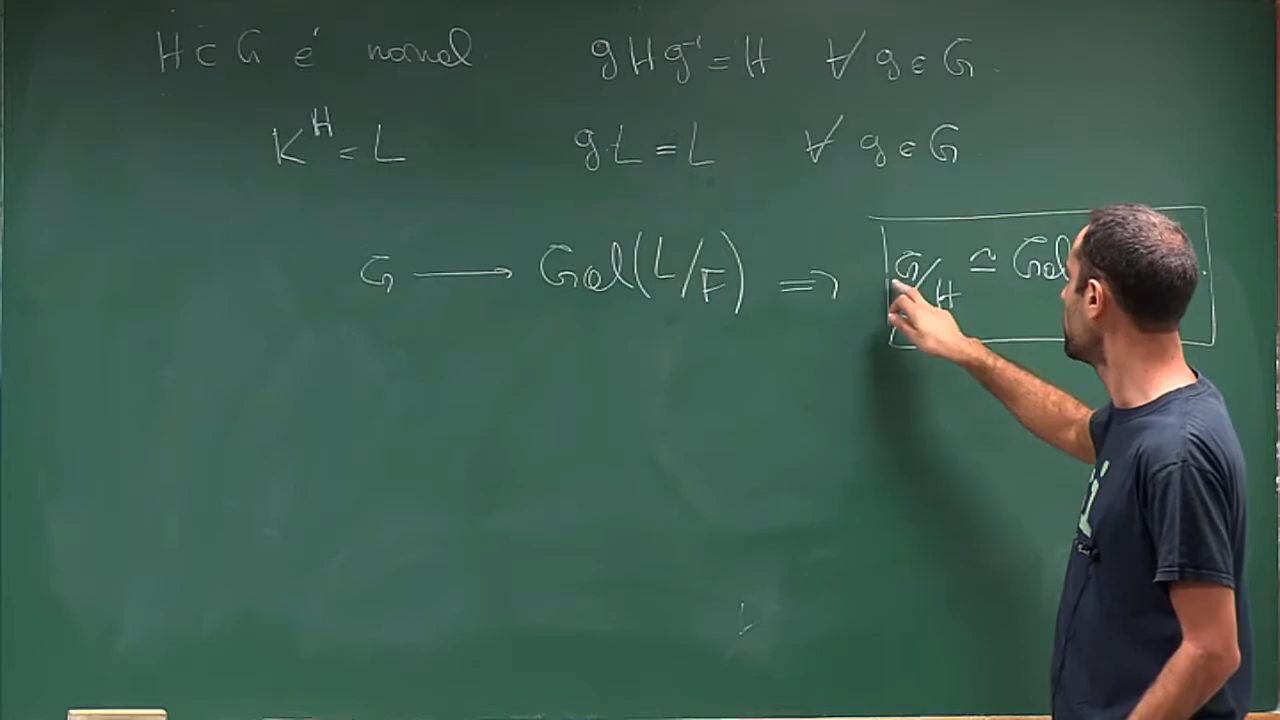 H ⊂ G é normal gHg⁻¹ = H ∀ g ∈ G
K^H = L gL = L ∀ g ∈ G
G ⟶ Gal(L/F) ⇒ G/H ≃ Gal